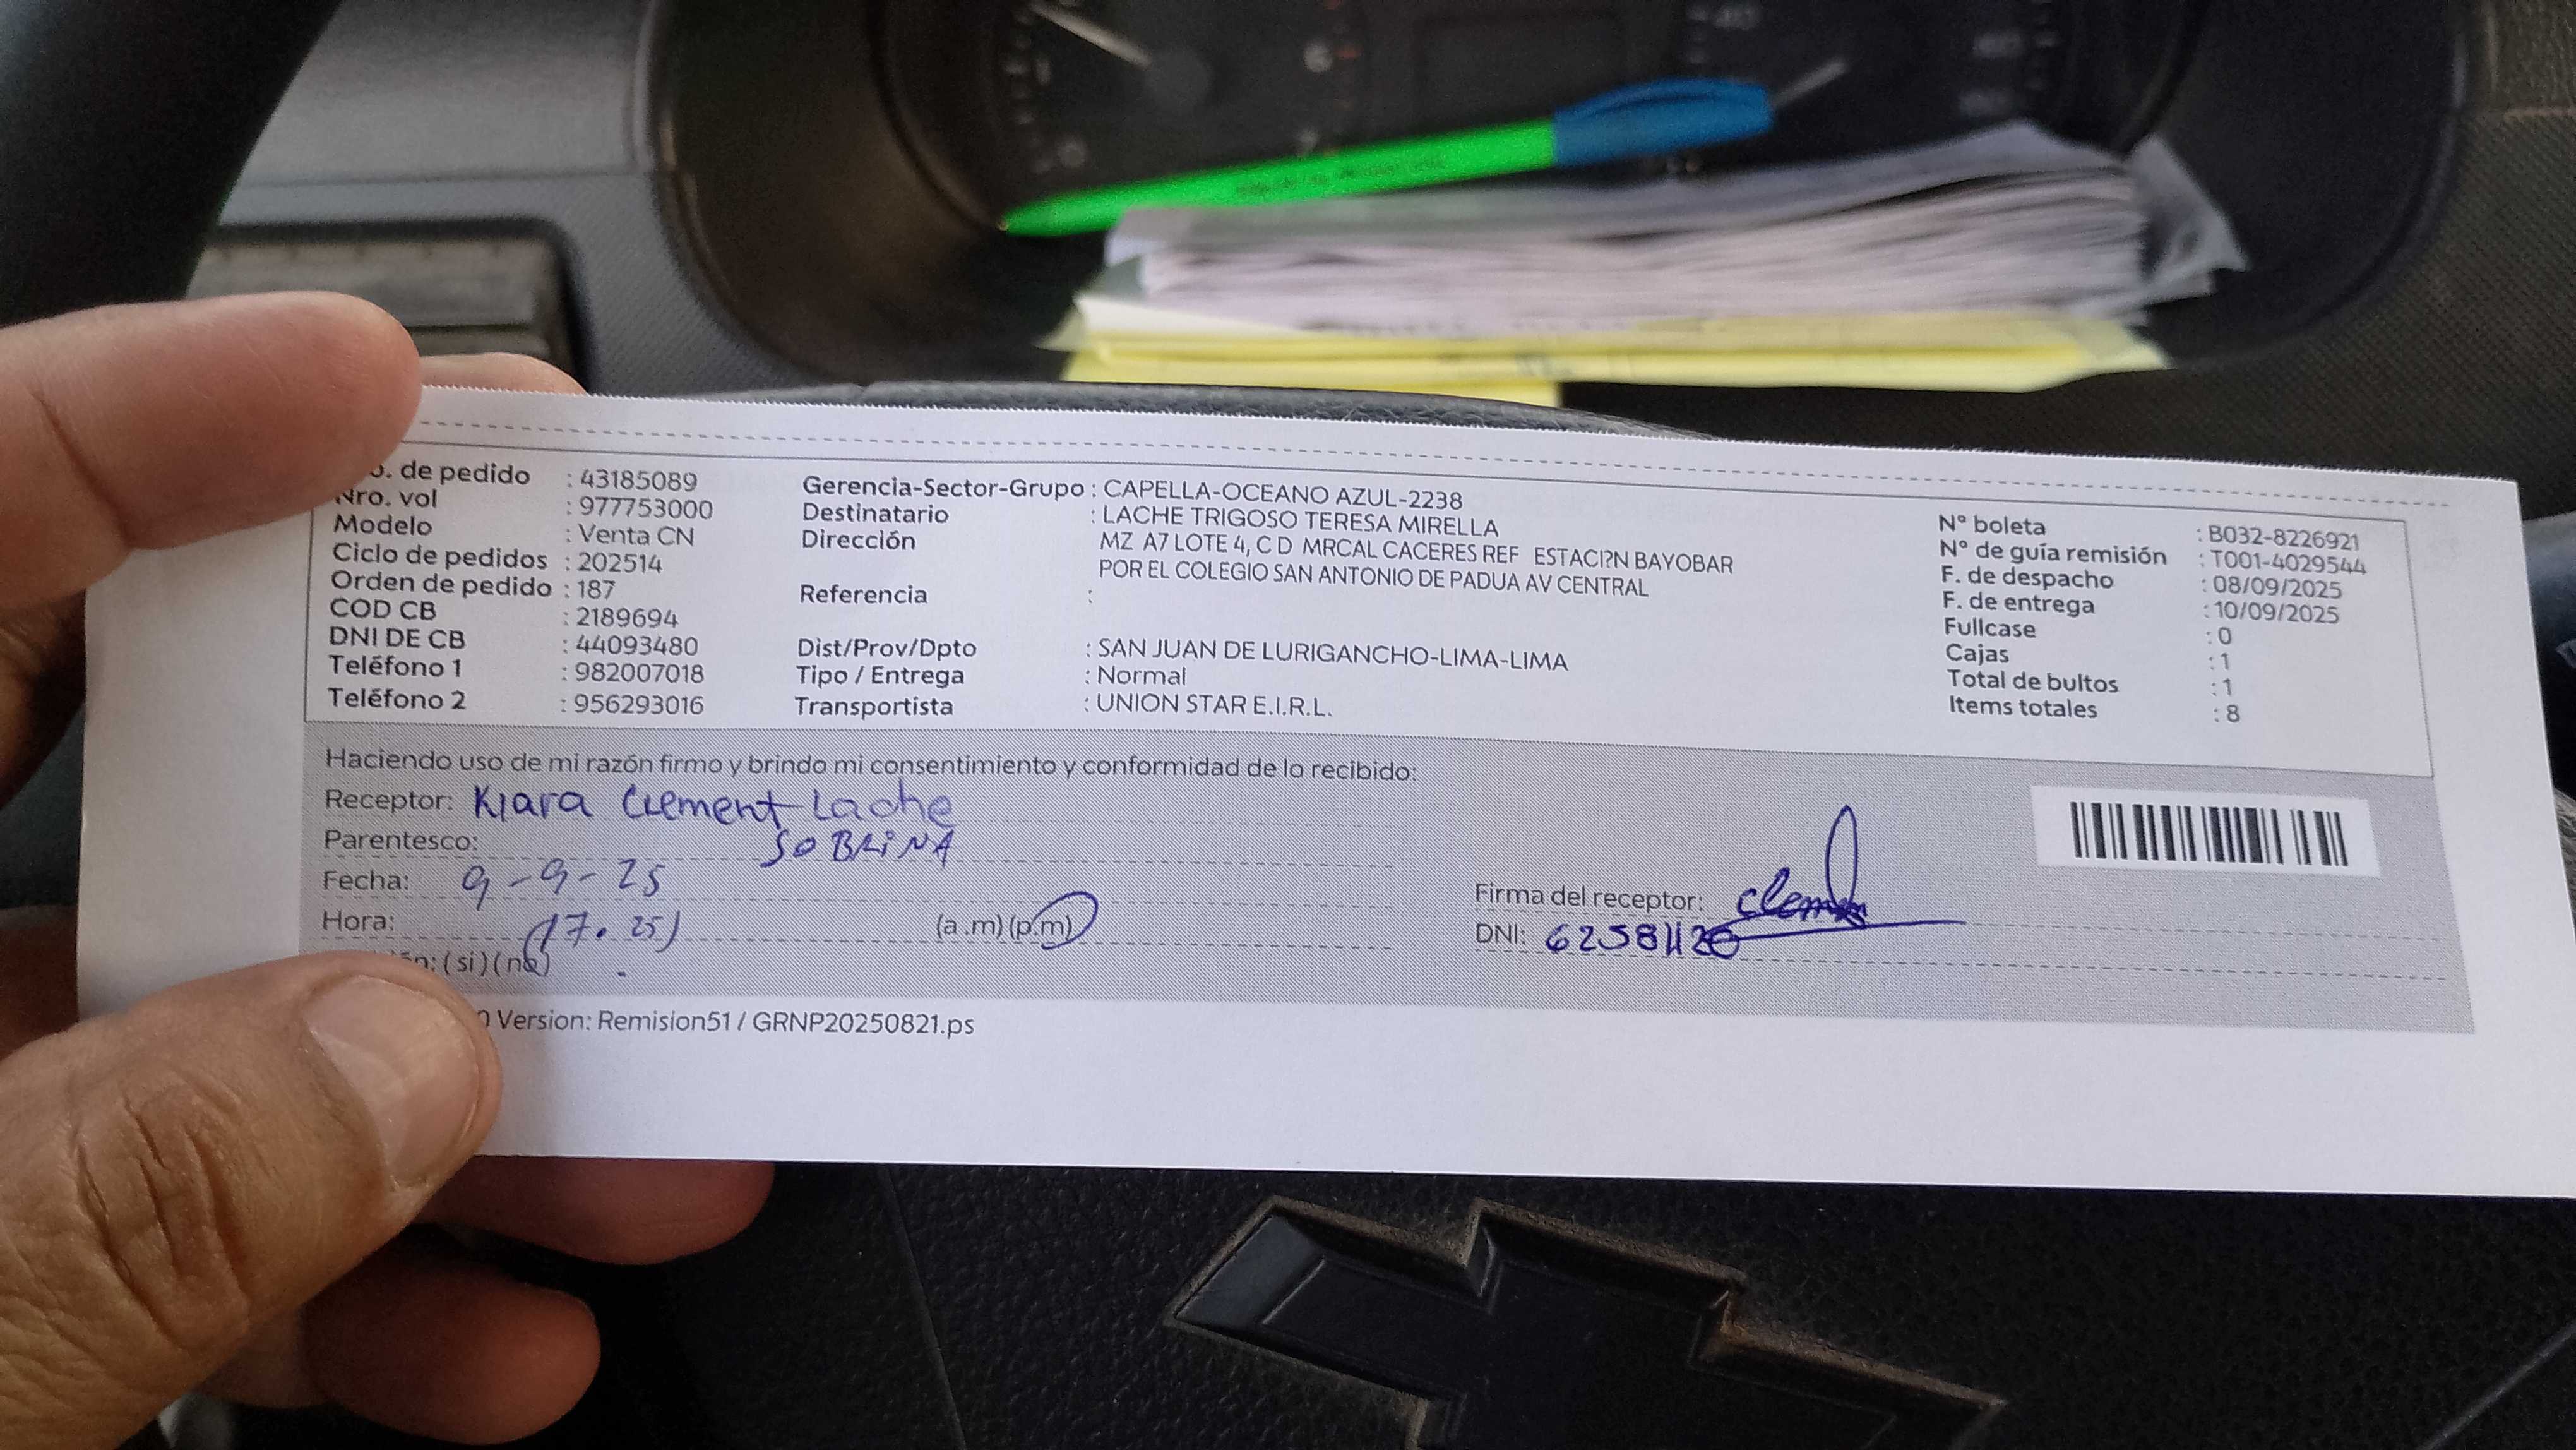 o. de pedido : 43185089
Nro. vol : 977753000
Modelo : Venta CN
Ciclo de pedidos : 202514
Orden de pedido : 187
COD CB : 2189694
DNI DE CB : 44093480
Teléfono 1 : 982007018
Teléfono 2 : 956293016
Gerencia-Sector-Grupo : CAPELLA-OCEANO AZUL-2238
Destinatario : LACHE TRIGOSO TERESA MIRELLA
Dirección MZ A7 LOTE 4, C D MRCAL CACERES REF ESTACI?N BAYOBAR
POR EL COLEGIO SAN ANTONIO DE PADUA AV CENTRAL
Referencia :
Dist/Prov/Dpto : SAN JUAN DE LURIGANCHO-LIMA-LIMA
Tipo / Entrega : Normal
Transportista : UNION STAR E.I.R.L.
N° boleta : B032-8226921
N° de guía remisión : T001-4029544
F. de despacho : 08/09/2025
F. de entrega : 10/09/2025
Fullcase : 0
Cajas : 1
Total de bultos : 1
Items totales : 8
Haciendo uso de mi razón firmo y brindo mi consentimiento y conformidad de lo recibido:
Receptor: Kiara Clement Lache
Parentesco: SOBRINA
Fecha: 9-9-25
Hora: (17.25) (a.m) (p.m)
n: (si) (no)
Firma del receptor: Clem
DNI:
0 Version: Remision51 / GRNP20250821.ps